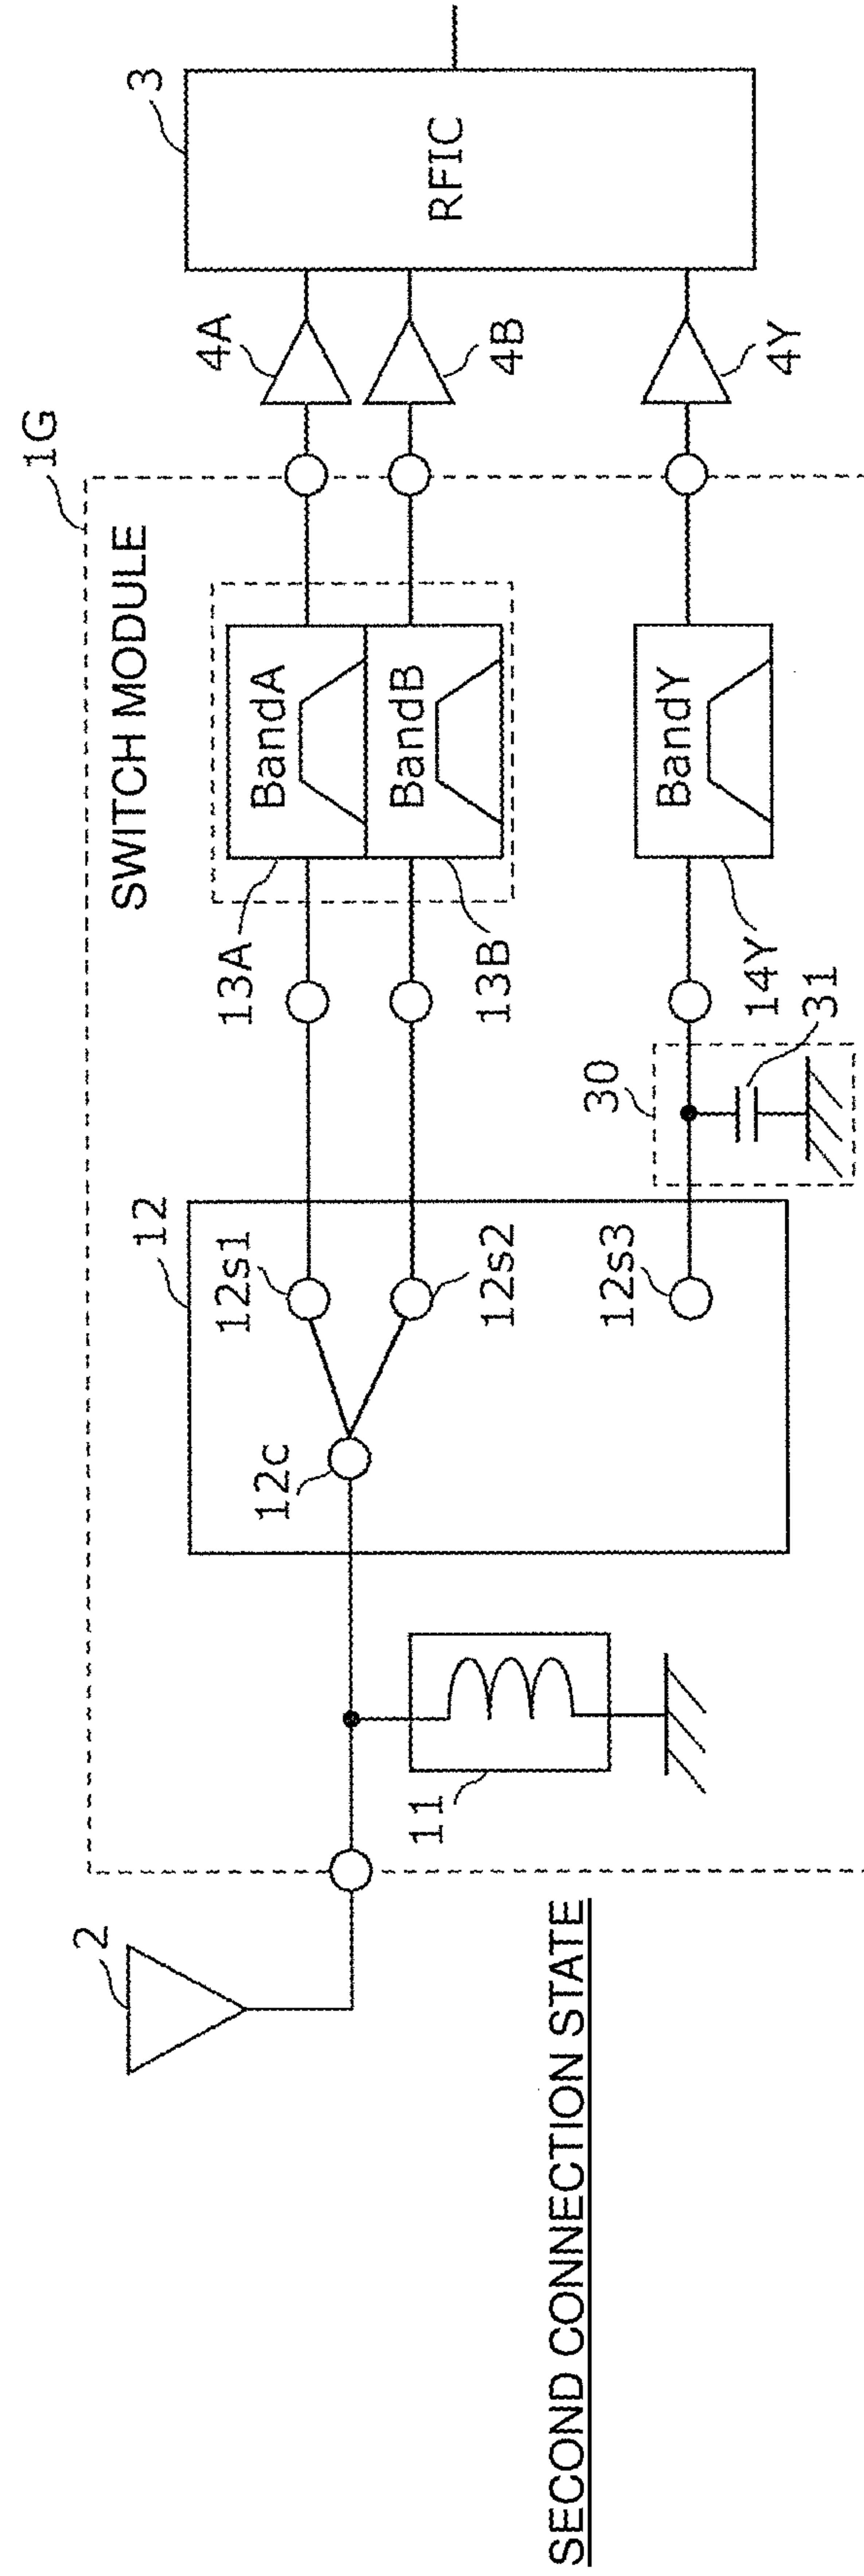 SECOND CONNECTION STATE
1G
SWITCH MODULE
2
11
12
12c
12s1
12s2
12s3
30
31
13A
13B
14Y
BandA
BandB
BandY
4A
4B
4Y
3
RFIC